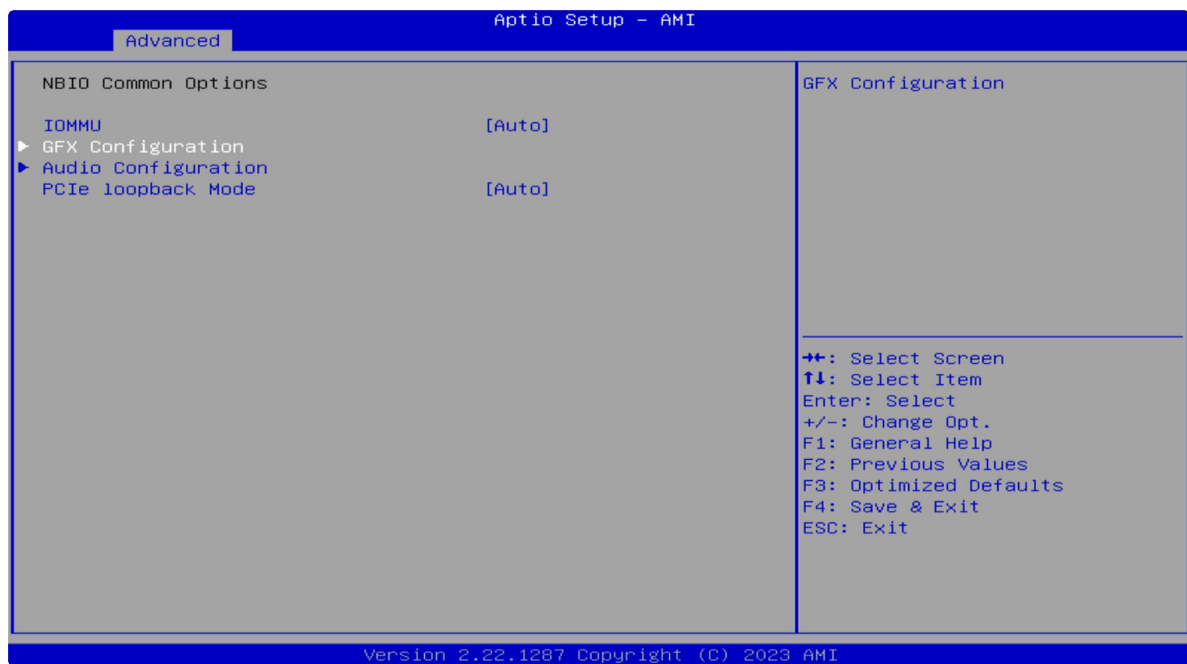 Aptio Setup - AMI
Advanced
NBIO Common Options
IOMMU [Auto]
▶ GFX Configuration
▶ Audio Configuration
PCIe loopback Mode [Auto]
GFX Configuration
→←: Select Screen
↑↓: Select Item
Enter: Select
+/-: Change Opt.
F1: General Help
F2: Previous Values
F3: Optimized Defaults
F4: Save & Exit
ESC: Exit
Version 2.22.1287 Copyright (C) 2023 AMI